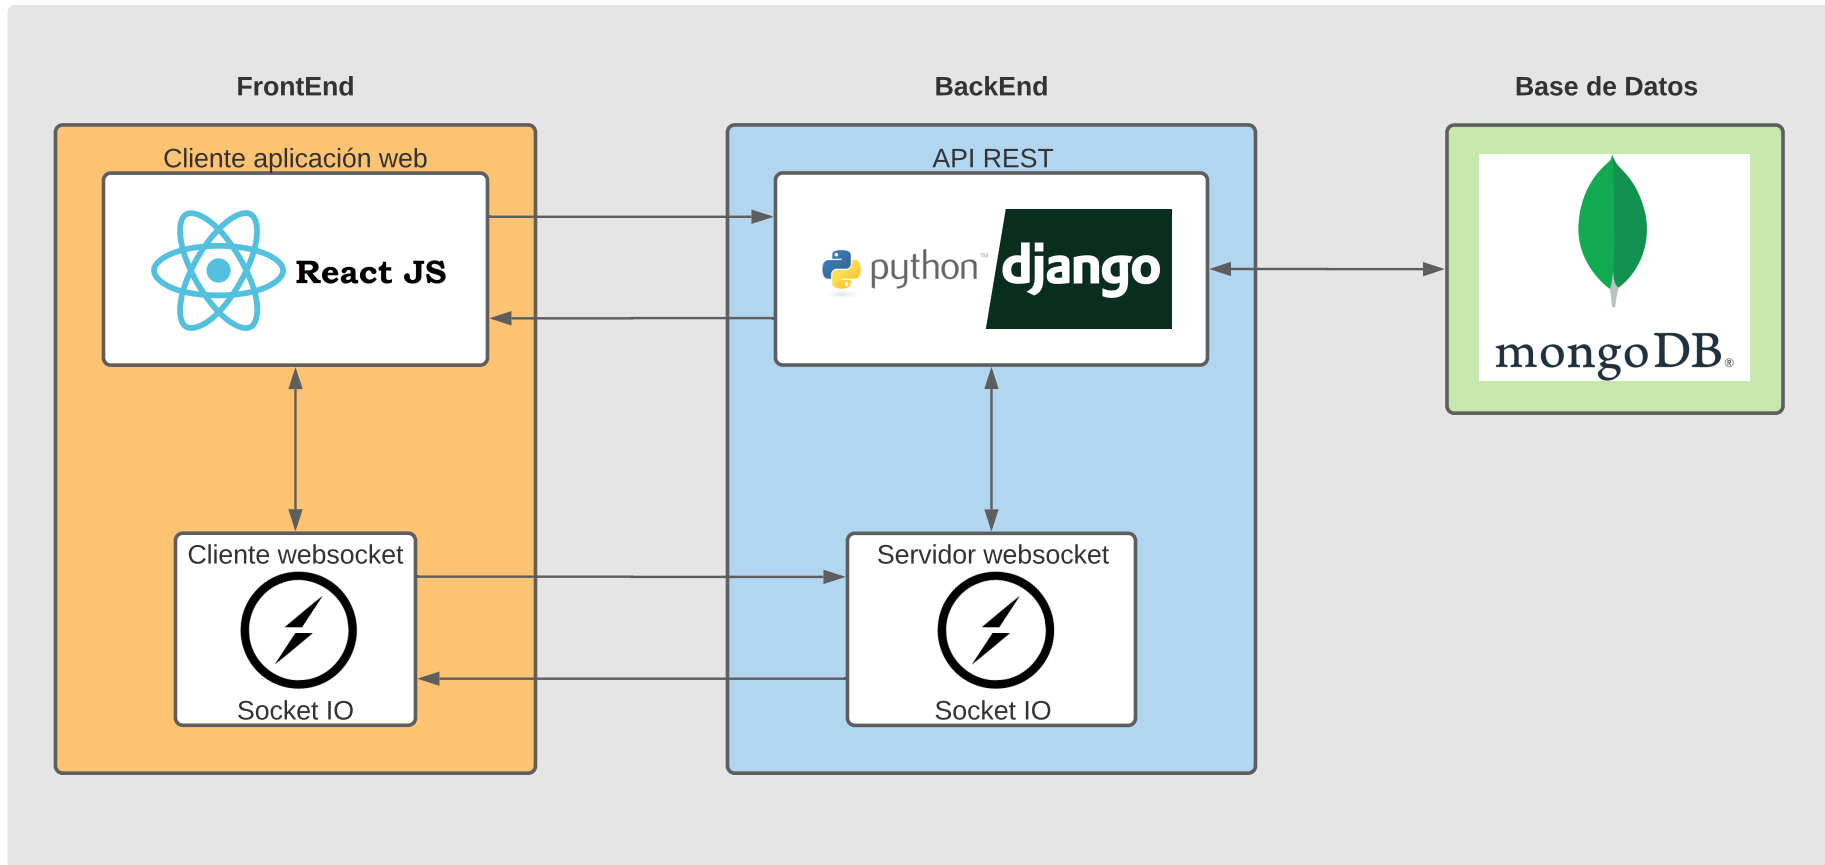 FrontEnd
BackEnd
Base de Datos
Cliente aplicación web
React JS
API REST
python™
django
mongoDB®
Cliente websocket
Socket IO
Servidor websocket
Socket IO